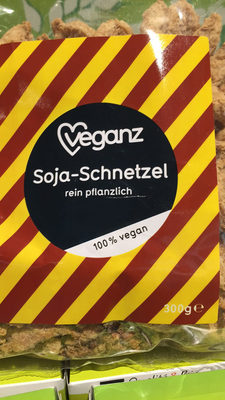 Veganz
Soja-Schnetzel
rein pflanzlich
100% vegan
300g e